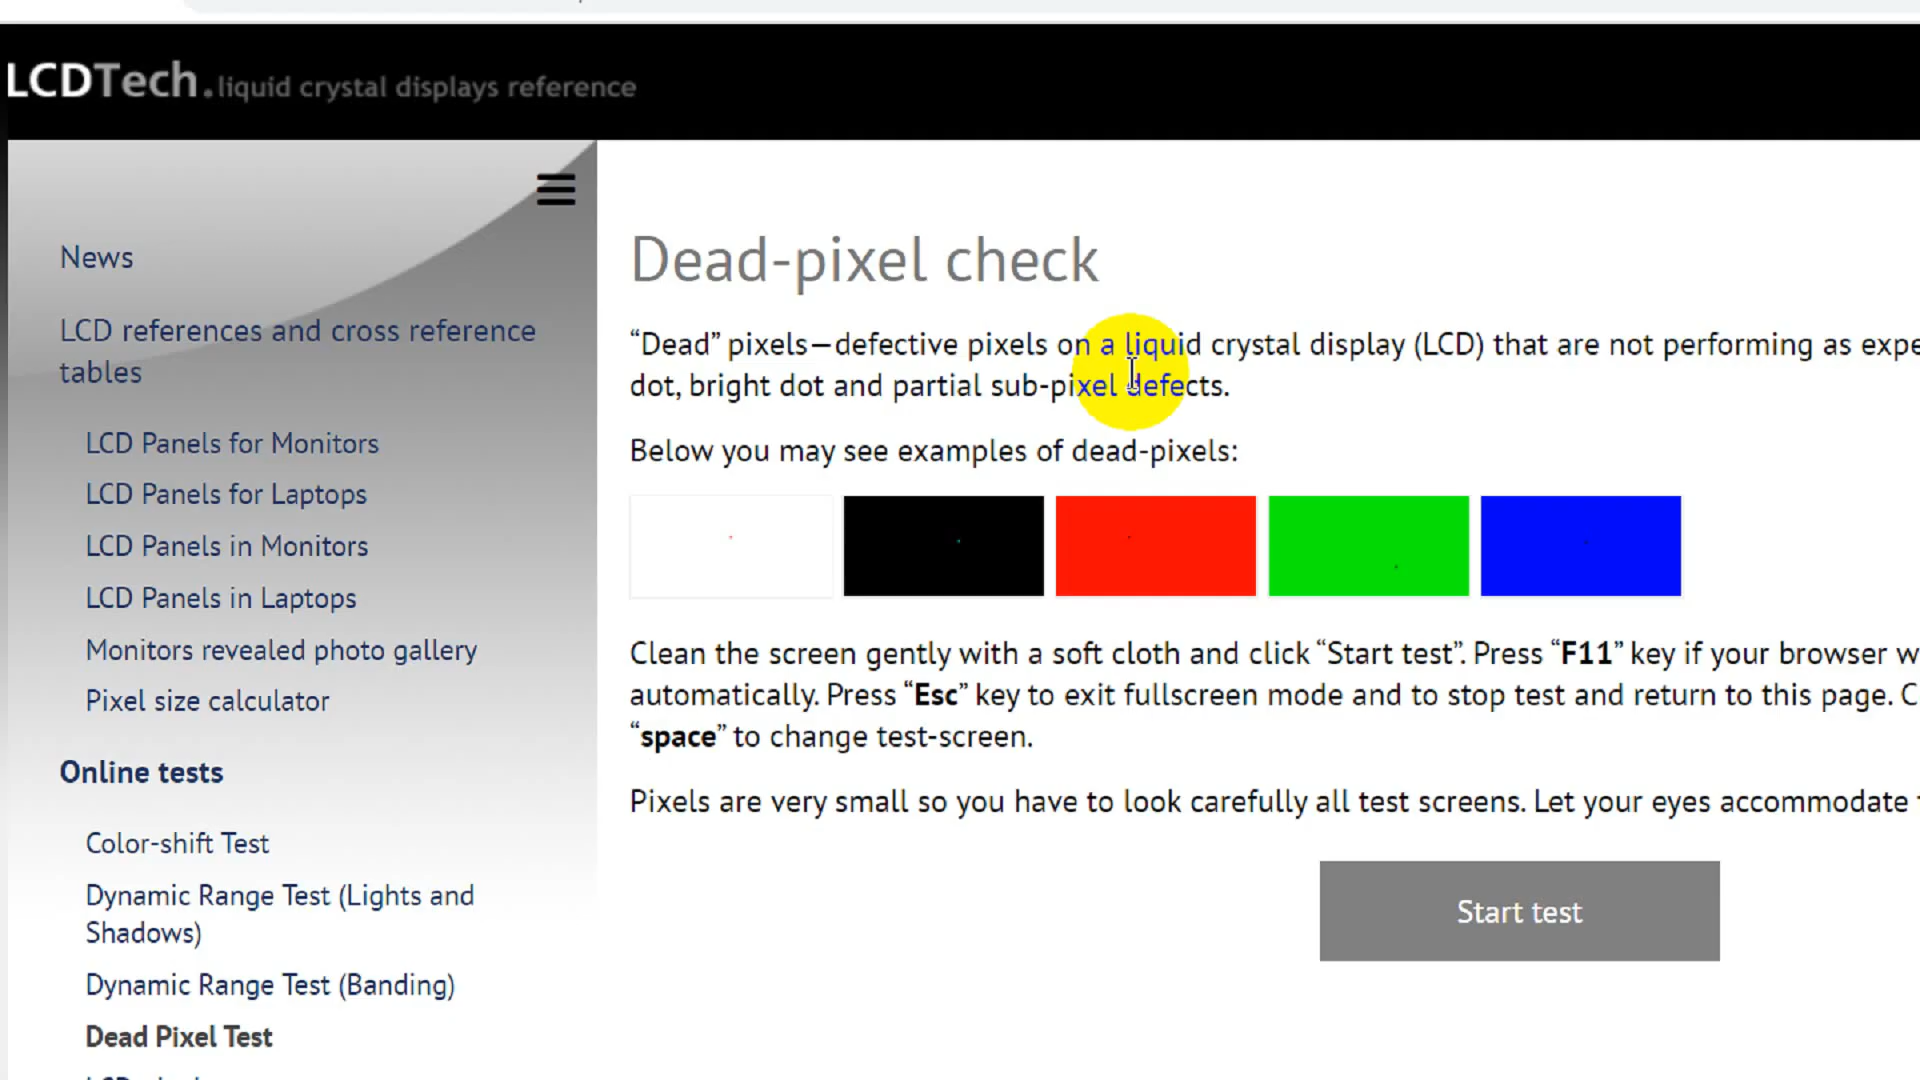 LCDTech. liquid crystal displays reference
News
LCD references and cross reference
tables
LCD Panels for Monitors
LCD Panels for Laptops
LCD Panels in Monitors
LCD Panels in Laptops
Monitors revealed photo gallery
Pixel size calculator
Online tests
Color-shift Test
Dynamic Range Test (Lights and
Shadows)
Dynamic Range Test (Banding)
Dead Pixel Test
Dead-pixel check
“Dead” pixels—defective pixels on a liquid crystal display (LCD) that are not performing as expe
dot, bright dot and partial sub-pixel defects.
Below you may see examples of dead-pixels:
Clean the screen gently with a soft cloth and click “Start test”. Press “F11” key if your browser w
automatically. Press “Esc” key to exit fullscreen mode and to stop test and return to this page. C
“space” to change test-screen.
Pixels are very small so you have to look carefully all test screens. Let your eyes accommodate
Start test